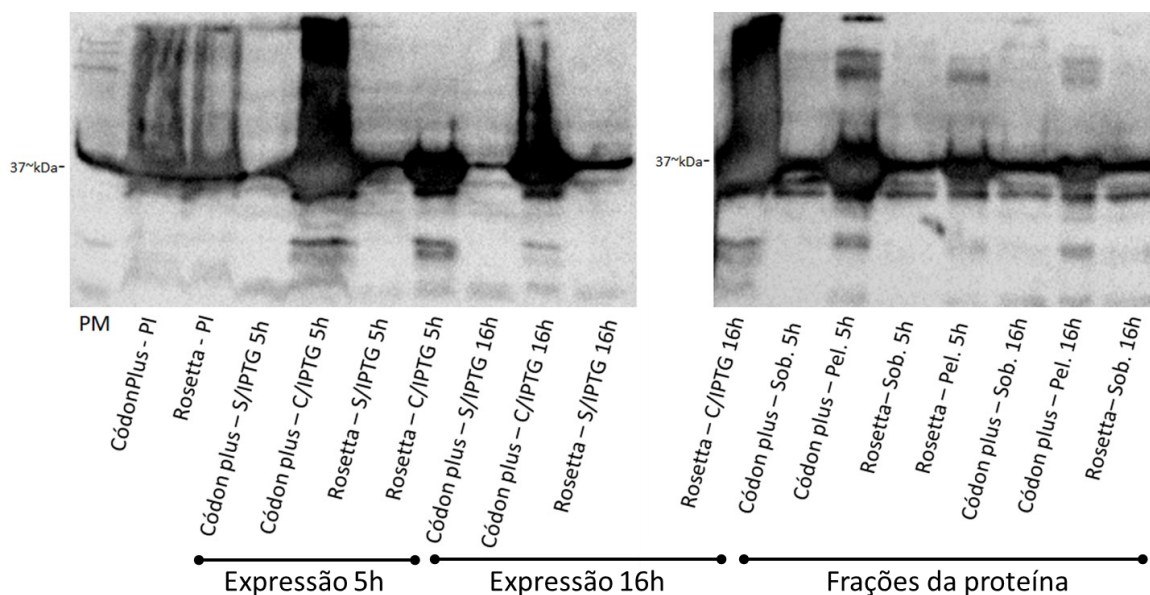 37~kDa-
37~kDa-
PM
CódonPlus - PI
Rosetta - PI
Códon plus – S/IPTG 5h
Códon plus – C/IPTG 5h
Rosetta – S/IPTG 5h
Rosetta – C/IPTG 5h
Códon plus – S/IPTG 16h
Códon plus – C/IPTG 16h
Rosetta – S/IPTG 16h
Rosetta – C/IPTG 16h
Códon plus – Sob. 5h
Códon plus – Pel. 5h
Rosetta– Sob. 5h
Rosetta – Pel. 5h
Códon plus – Sob. 16h
Códon plus – Pel. 16h
Rosetta– Sob. 16h
Expressão 5h
Expressão 16h
Frações da proteína